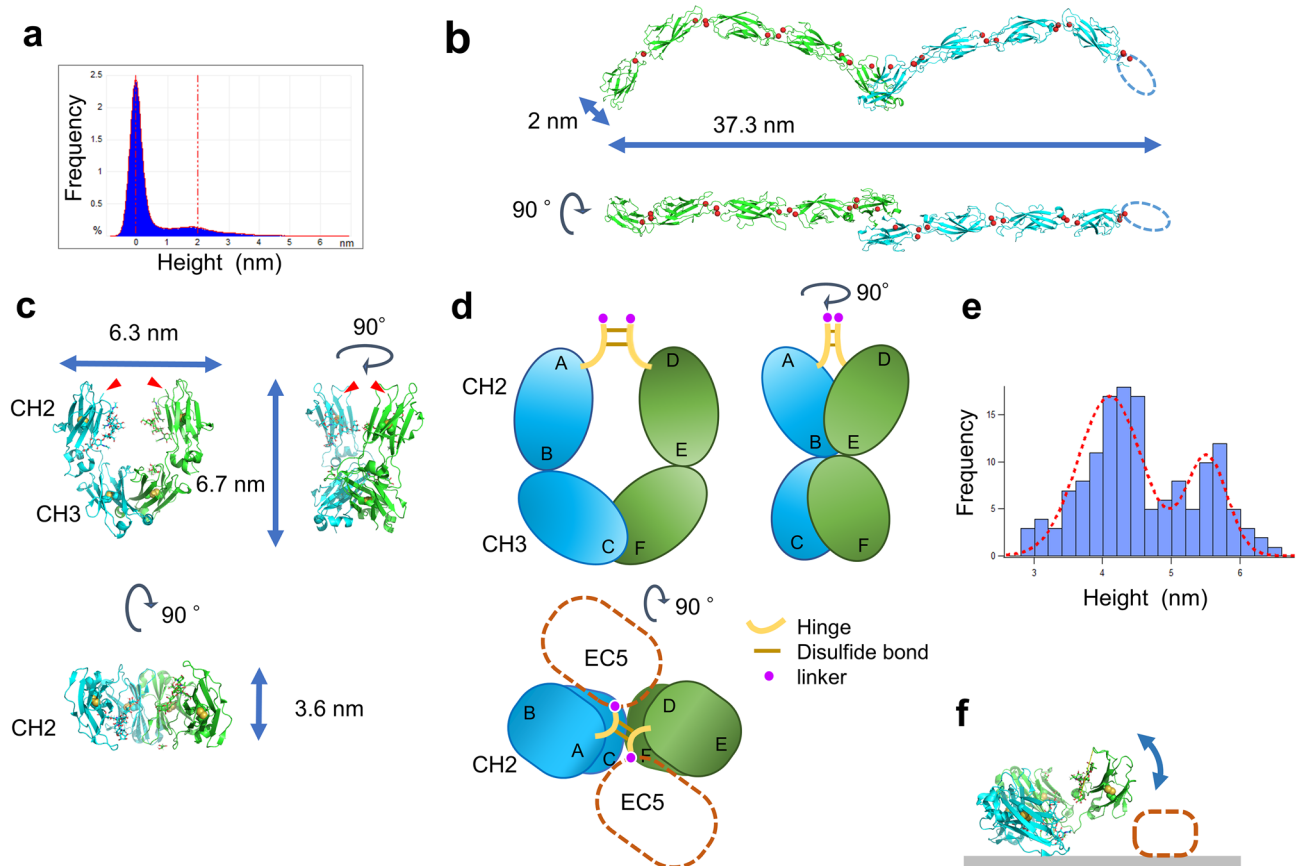 a
2.5
2
1.5
1
0.5
%
0
1
2
3
4
5
6
nm
Frequency
Height (nm)
b
2 nm
37.3 nm
90 °
c
6.3 nm
90°
CH2
6.7 nm
CH3
90 °
CH2
3.6 nm
d
90°
A
D
CH2
B
E
CH3
C
F
A
D
B
E
C
F
90 °
EC5
Hinge
Disulfide bond
linker
B
D
A
C
F
E
CH2
EC5
e
15
10
5
0
3
4
5
6
Frequency
Height (nm)
f